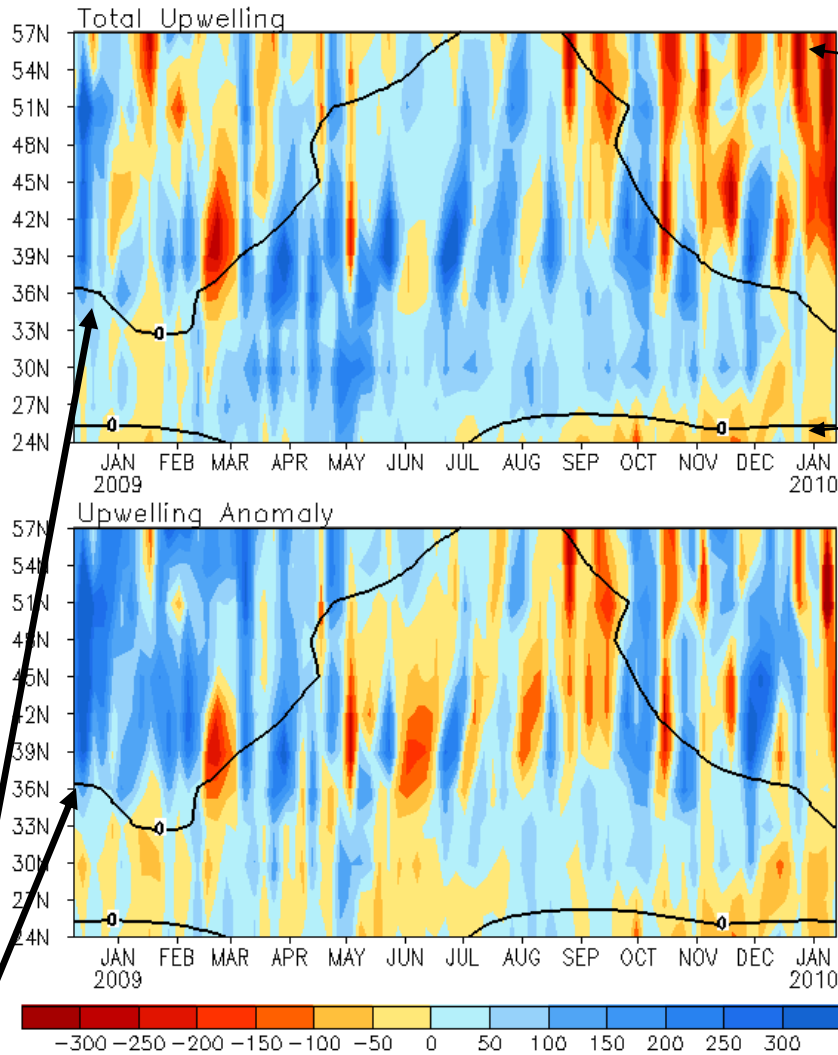 Total Upwelling
57N
54N
51N
48N
45N
42N
39N
36N
33N
30N
27N
24N
0
0
0
JAN FEB MAR APR MAY JUN JUL AUG SEP OCT NOV DEC JAN
2009 2010
Upwelling Anomaly
57N
54N
51N
48N
45N
42N
39N
36N
33N
30N
27N
24N
0
0
0
JAN FEB MAR APR MAY JUN JUL AUG SEP OCT NOV DEC JAN
2009 2010
-300 -250 -200 -150 -100 -50 0 50 100 150 200 250 300